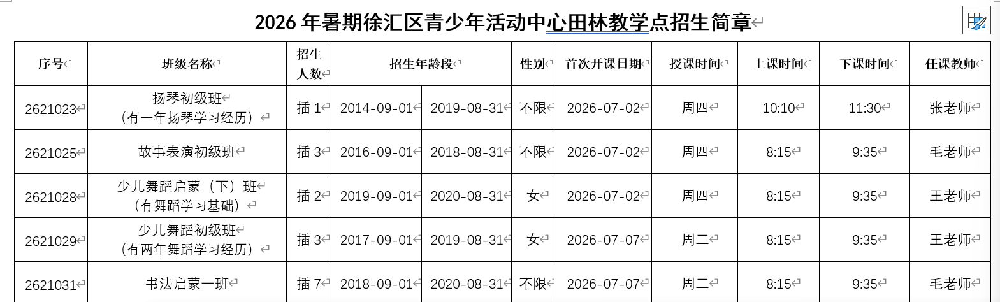 2026 年暑期徐汇区青少年活动中心田林教学点招生简章
序号 班级名称 招生人数 招生年龄段 性别 首次开课日期 授课时间 上课时间 下课时间 任课教师
2621023 扬琴初级班 （有一年扬琴学习经历） 插 1 2014-09-01 2019-08-31 不限 2026-07-02 周四 10:10 11:30 张老师
2621025 故事表演初级班 插 3 2016-09-01 2018-08-31 不限 2026-07-02 周四 8:15 9:35 毛老师
2621028 少儿舞蹈启蒙（下）班 （有舞蹈学习基础） 插 2 2019-09-01 2020-08-31 女 2026-07-02 周四 8:15 9:35 王老师
2621029 少儿舞蹈初级班 （有两年舞蹈学习经历） 插 3 2017-09-01 2019-08-31 女 2026-07-07 周二 8:15 9:35 王老师
2621031 书法启蒙一班 插 7 2018-09-01 2020-08-31 不限 2026-07-07 周二 8:15 9:35 毛老师